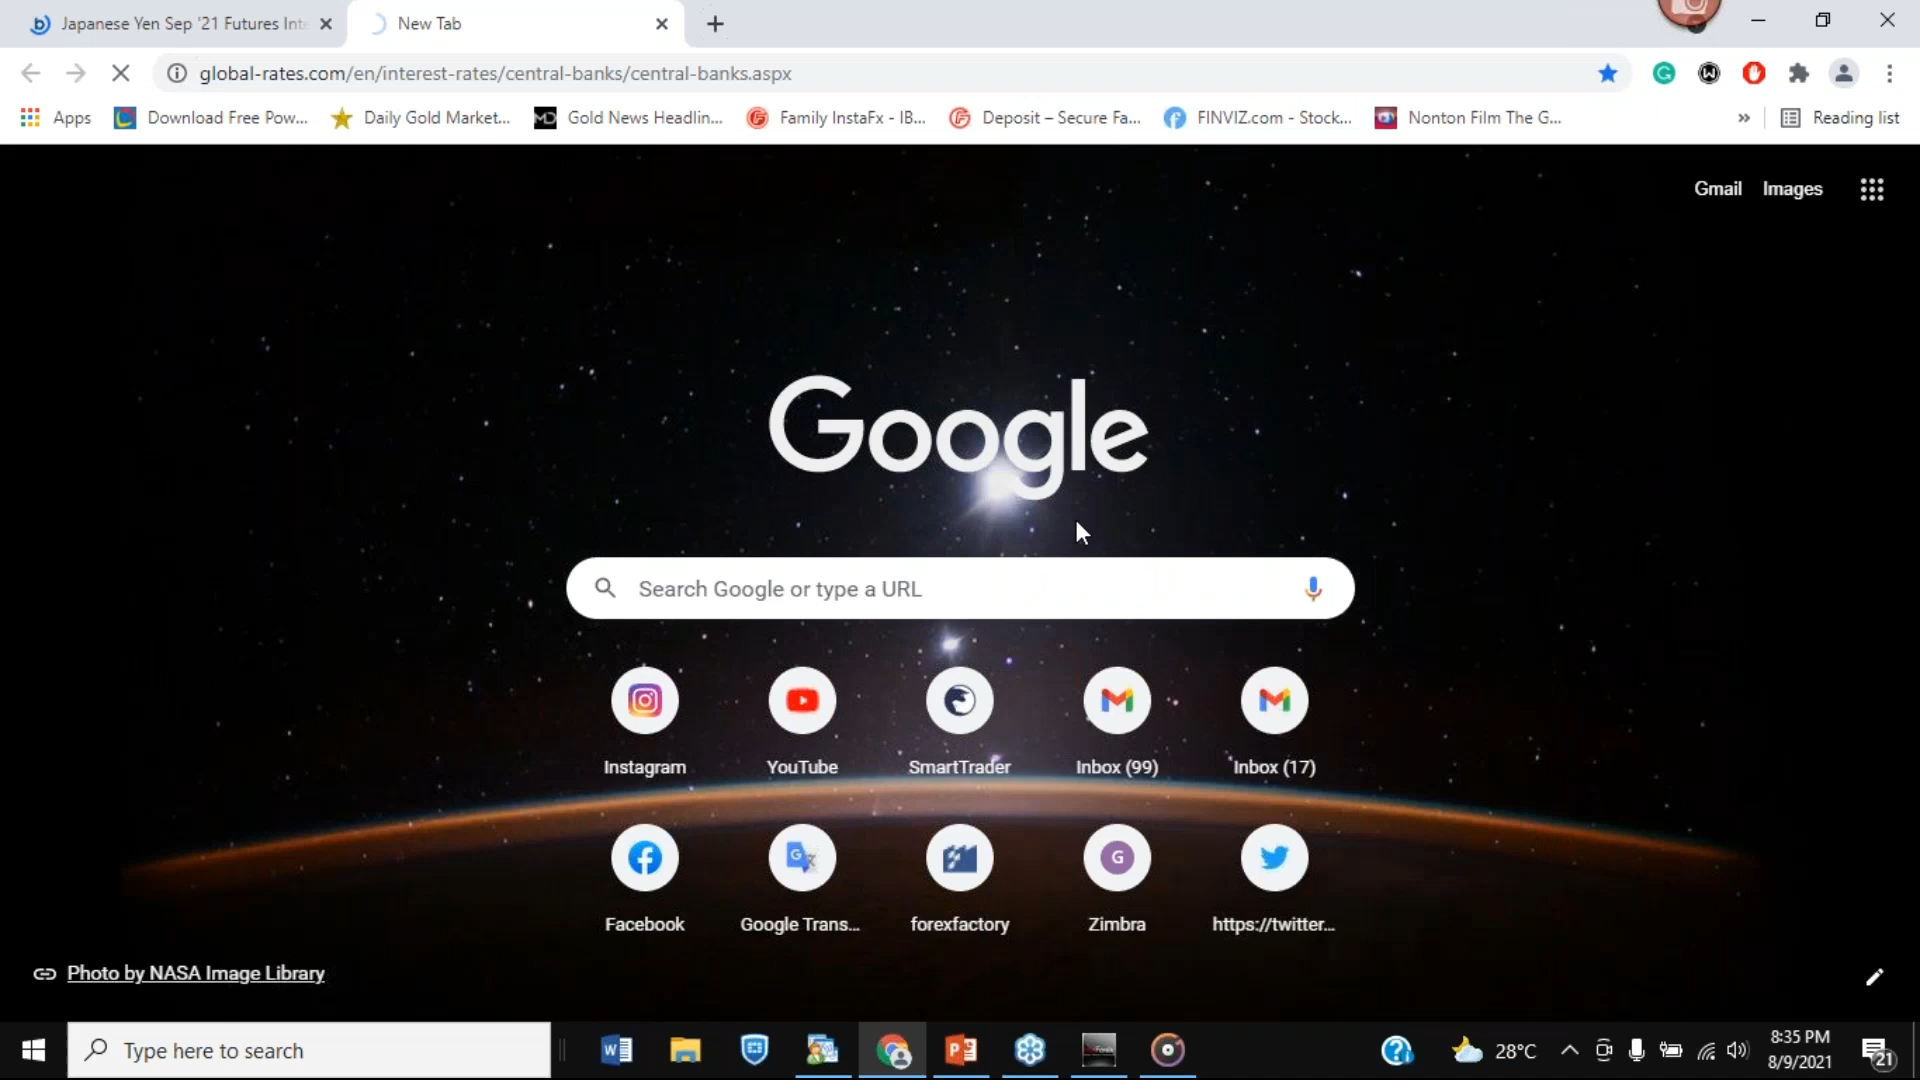 Japanese Yen Sep '21 Futures Inte
New Tab
global-rates.com/en/interest-rates/central-banks/central-banks.aspx
Apps
Download Free Pow...
Daily Gold Market...
Gold News Headlin...
Family InstaFx - IB...
Deposit – Secure Fa...
FINVIZ.com - Stock...
Nonton Film The G...
»
Reading list
Gmail
Images
Google
Search Google or type a URL
Instagram
YouTube
SmartTrader
Inbox (99)
Inbox (17)
Facebook
Google Trans...
forexfactory
G
Zimbra
https://twitter...
Photo by NASA Image Library
Type here to search
28°C
8:35 PM
8/9/2021
21